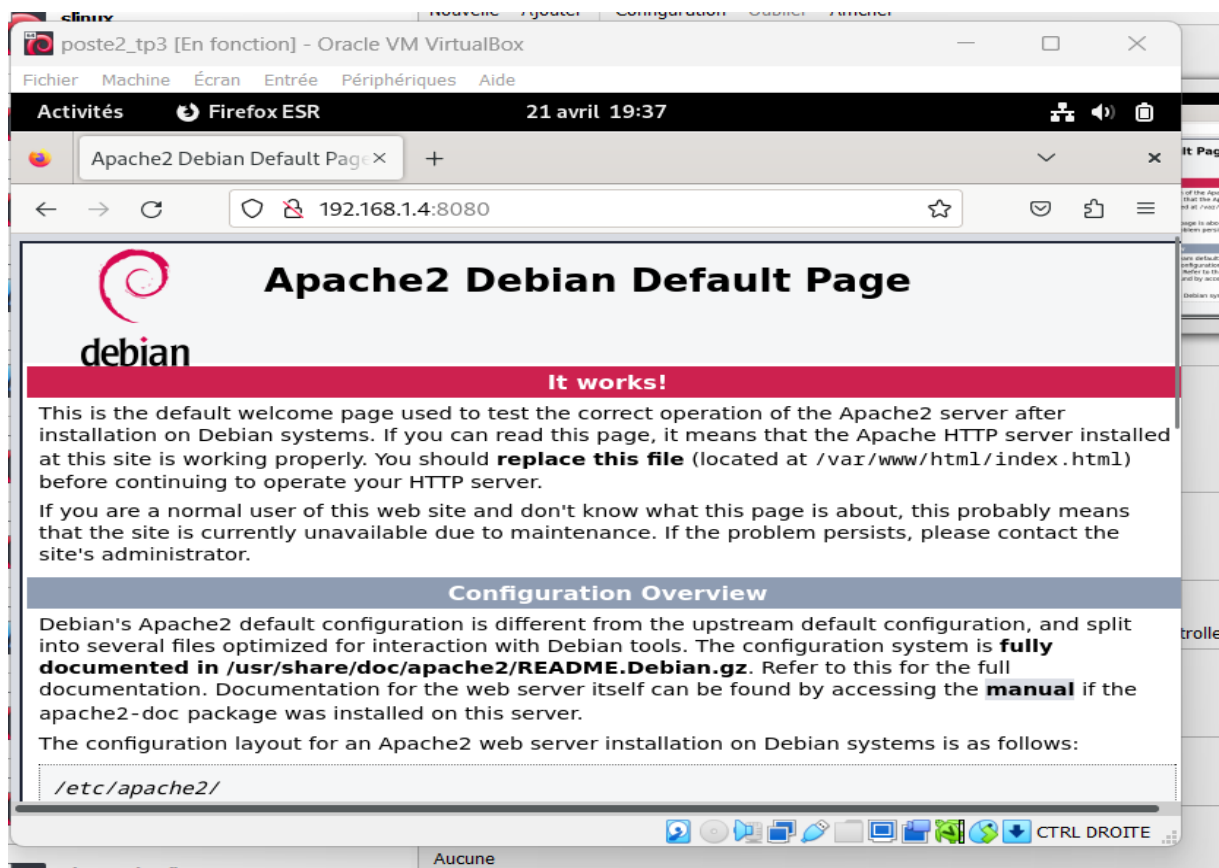 slinux
Nouvelle Ajouter Configuration Oublier Afficher
poste2_tp3 [En fonction] - Oracle VM VirtualBox
Fichier Machine Écran Entrée Périphériques Aide
Activités Firefox ESR 21 avril 19:37
Apache2 Debian Default Page
192.168.1.4:8080
debian
Apache2 Debian Default Page
It works!
This is the default welcome page used to test the correct operation of the Apache2 server after
installation on Debian systems. If you can read this page, it means that the Apache HTTP server installed
at this site is working properly. You should replace this file (located at /var/www/html/index.html)
before continuing to operate your HTTP server.
If you are a normal user of this web site and don't know what this page is about, this probably means
that the site is currently unavailable due to maintenance. If the problem persists, please contact the
site's administrator.
Configuration Overview
Debian's Apache2 default configuration is different from the upstream default configuration, and split
into several files optimized for interaction with Debian tools. The configuration system is fully
documented in /usr/share/doc/apache2/README.Debian.gz. Refer to this for the full
documentation. Documentation for the web server itself can be found by accessing the manual if the
apache2-doc package was installed on this server.
The configuration layout for an Apache2 web server installation on Debian systems is as follows:
/etc/apache2/
CTRL DROITE
Aucune
It Pag
trolle